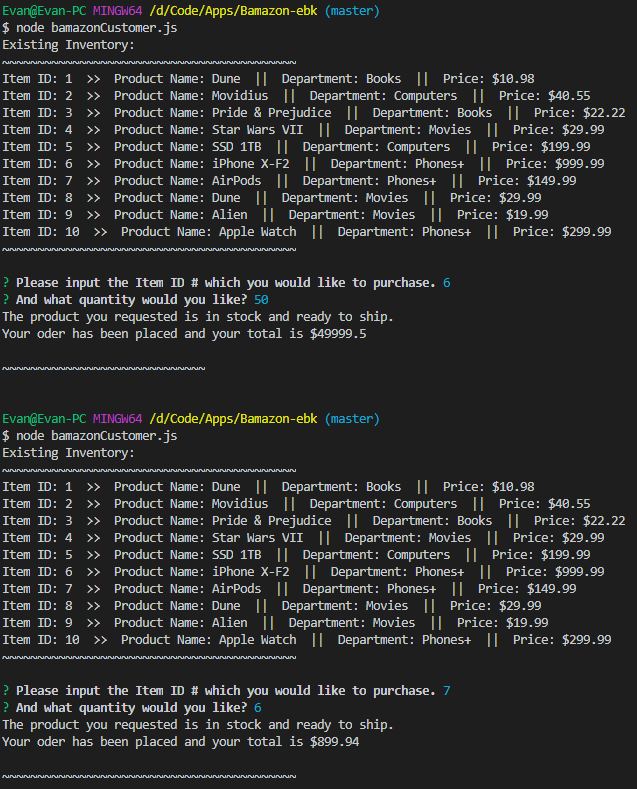 Evan@Evan-PC MINGW64 /d/Code/Apps/Bamazon-ebk (master)
$ node bamazonCustomer.js
Existing Inventory:
~~~~~~~~~~~~~~~~~~~~~~~~~~~~~~~~~~~~~~~~~~
Item ID: 1  >>  Product Name: Dune  ||  Department: Books  ||  Price: $10.98
Item ID: 2  >>  Product Name: Movidius  ||  Department: Computers  ||  Price: $40.55
Item ID: 3  >>  Product Name: Pride & Prejudice  ||  Department: Books  ||  Price: $22.22
Item ID: 4  >>  Product Name: Star Wars VII  ||  Department: Movies  ||  Price: $29.99
Item ID: 5  >>  Product Name: SSD 1TB  ||  Department: Computers  ||  Price: $199.99
Item ID: 6  >>  Product Name: iPhone X-F2  ||  Department: Phones+  ||  Price: $999.99
Item ID: 7  >>  Product Name: AirPods  ||  Department: Phones+  ||  Price: $149.99
Item ID: 8  >>  Product Name: Dune  ||  Department: Movies  ||  Price: $29.99
Item ID: 9  >>  Product Name: Alien  ||  Department: Movies  ||  Price: $19.99
Item ID: 10  >>  Product Name: Apple Watch  ||  Department: Phones+  ||  Price: $299.99
~~~~~~~~~~~~~~~~~~~~~~~~~~~~~~~~~~~~~~~~~~
? Please input the Item ID # which you would like to purchase. 6
? And what quantity would you like? 50
The product you requested is in stock and ready to ship.
Your oder has been placed and your total is $49999.5
~~~~~~~~~~~~~~~~~~~~~~~~~~~~~
Evan@Evan-PC MINGW64 /d/Code/Apps/Bamazon-ebk (master)
$ node bamazonCustomer.js
Existing Inventory:
~~~~~~~~~~~~~~~~~~~~~~~~~~~~~~~~~~~~~~~~~~
Item ID: 1  >>  Product Name: Dune  ||  Department: Books  ||  Price: $10.98
Item ID: 2  >>  Product Name: Movidius  ||  Department: Computers  ||  Price: $40.55
Item ID: 3  >>  Product Name: Pride & Prejudice  ||  Department: Books  ||  Price: $22.22
Item ID: 4  >>  Product Name: Star Wars VII  ||  Department: Movies  ||  Price: $29.99
Item ID: 5  >>  Product Name: SSD 1TB  ||  Department: Computers  ||  Price: $199.99
Item ID: 6  >>  Product Name: iPhone X-F2  ||  Department: Phones+  ||  Price: $999.99
Item ID: 7  >>  Product Name: AirPods  ||  Department: Phones+  ||  Price: $149.99
Item ID: 8  >>  Product Name: Dune  ||  Department: Movies  ||  Price: $29.99
Item ID: 9  >>  Product Name: Alien  ||  Department: Movies  ||  Price: $19.99
Item ID: 10  >>  Product Name: Apple Watch  ||  Department: Phones+  ||  Price: $299.99
~~~~~~~~~~~~~~~~~~~~~~~~~~~~~~~~~~~~~~~~~~
? Please input the Item ID # which you would like to purchase. 7
? And what quantity would you like? 6
The product you requested is in stock and ready to ship.
Your oder has been placed and your total is $899.94
~~~~~~~~~~~~~~~~~~~~~~~~~~~~~~~~~~~~~~~~~~